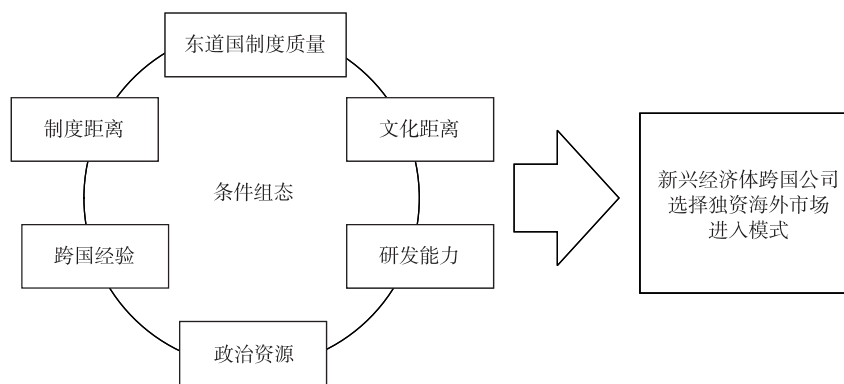 东道国制度质量
制度距离
文化距离
条件组态
跨国经验
研发能力
政治资源
新兴经济体跨国公司
选择独资海外市场
进入模式